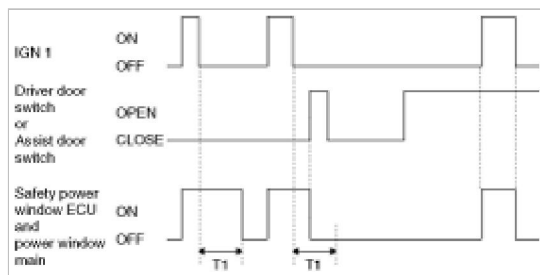 IGN 1
ON
OFF
Driver door
switch
or
Assist door
switch
OPEN
CLOSE
Safety power
window ECU
and
power window
main
ON
OFF
T1
T1